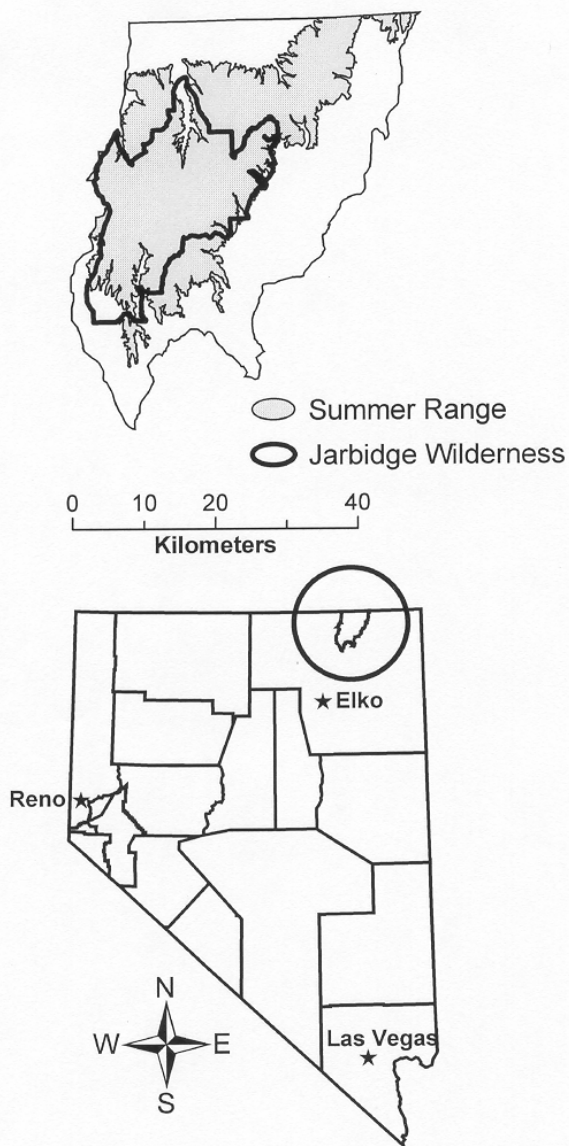 Summer Range
Jarbidge Wilderness
0 10 20 40
Kilometers
Elko
Reno
N
W E
S
Las Vegas